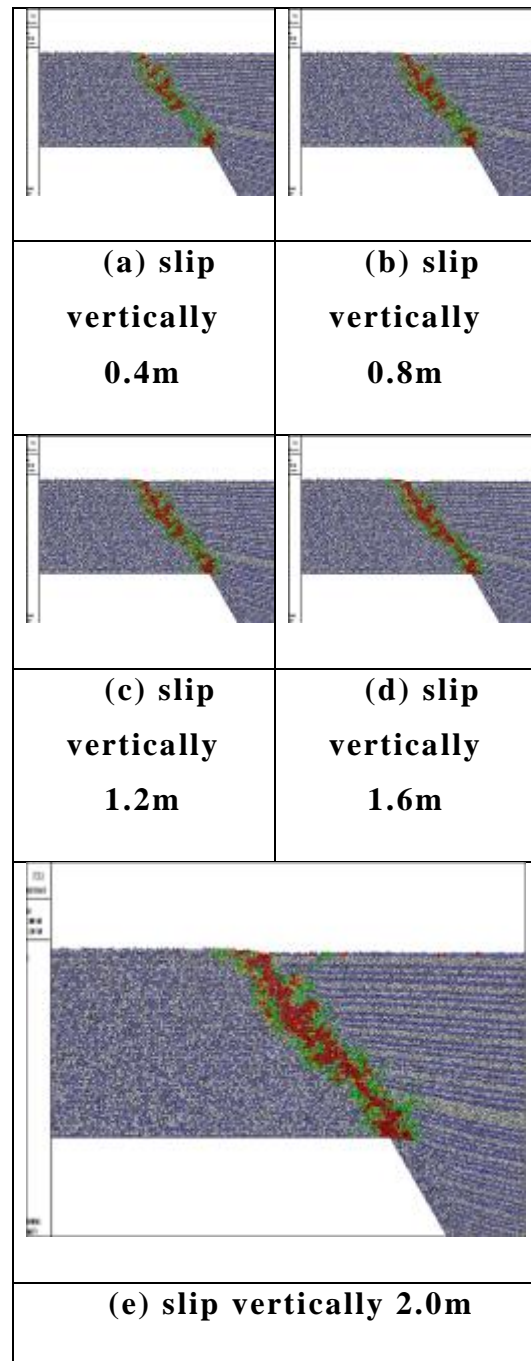 (a) slip
vertically
0.4m
(b) slip
vertically
0.8m
(c) slip
vertically
1.2m
(d) slip
vertically
1.6m
(e) slip vertically 2.0m